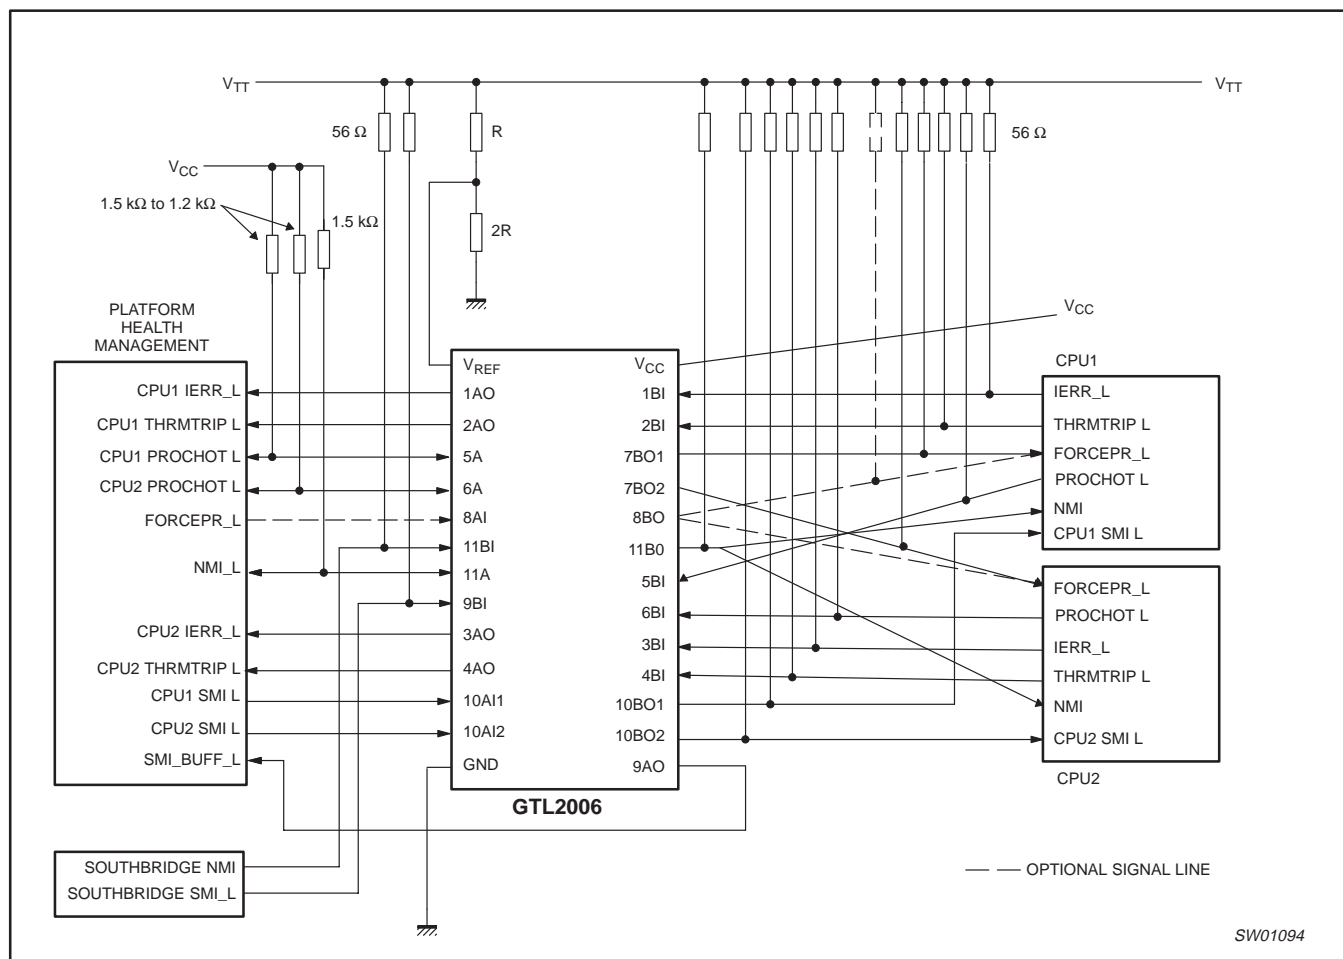 VTT
VTT
56 Ω
R
56 Ω
VCC
1.5 kΩ to 1.2 kΩ
1.5 kΩ
2R
PLATFORM
HEALTH
MANAGEMENT
CPU1 IERR_L
CPU1 THRMTRIP L
CPU1 PROCHOT L
CPU2 PROCHOT L
FORCEPR_L
NMI_L
CPU2 IERR_L
CPU2 THRMTRIP L
CPU1 SMI L
CPU2 SMI L
SMI_BUFF_L
SOUTHBRIDGE NMI
SOUTHBRIDGE SMI_L
VREF
1AO
2AO
5A
6A
8AI
11BI
11A
9BI
3AO
4AO
10AI1
10AI2
GND
VCC
1BI
2BI
7BO1
7BO2
8BO
11B0
5BI
6BI
3BI
4BI
10BO1
10BO2
9AO
GTL2006
VCC
CPU1
IERR_L
THRMTRIP L
FORCEPR_L
PROCHOT L
NMI
CPU1 SMI L
FORCEPR_L
PROCHOT L
IERR_L
THRMTRIP L
NMI
CPU2 SMI L
CPU2
OPTIONAL SIGNAL LINE
SW01094